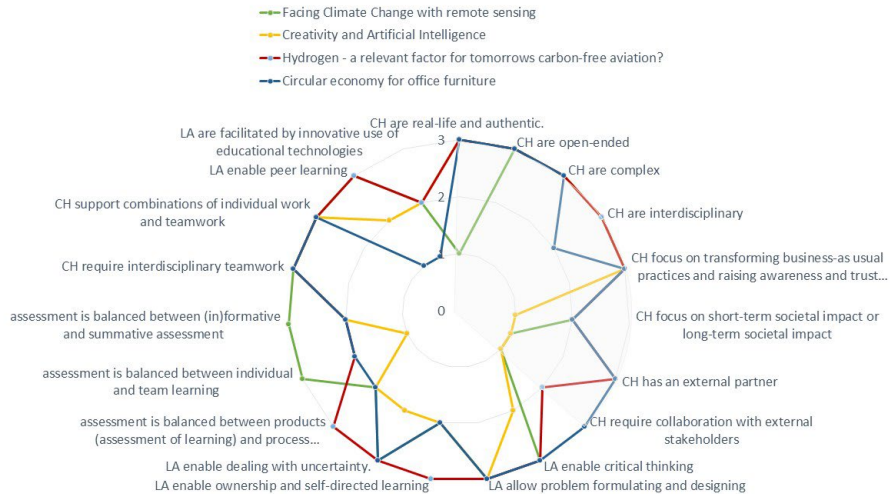 Facing Climate Change with remote sensing
Creativity and Artificial Intelligence
Hydrogen - a relevant factor for tomorrows carbon-free aviation?
Circular economy for office furniture
CH are real-life and authentic.
LA are facilitated by innovative use of
educational technologies
3
CH are open-ended
LA enable peer learning
CH are complex
2
CH support combinations of individual work
and teamwork
CH are interdisciplinary
1
CH require interdisciplinary teamwork
CH focus on transforming business-as usual
practices and raising awareness and trust...
0
assessment is balanced between (in)formative
and summative assessment
CH focus on short-term societal impact or
long-term societal impact
assessment is balanced between individual
and team learning
CH has an external partner
assessment is balanced between products
(assessment of learning) and process...
CH require collaboration with external
stakeholders
LA enable dealing with uncertainty.
LA enable critical thinking
LA enable ownership and self-directed learning
LA allow problem formulating and designing